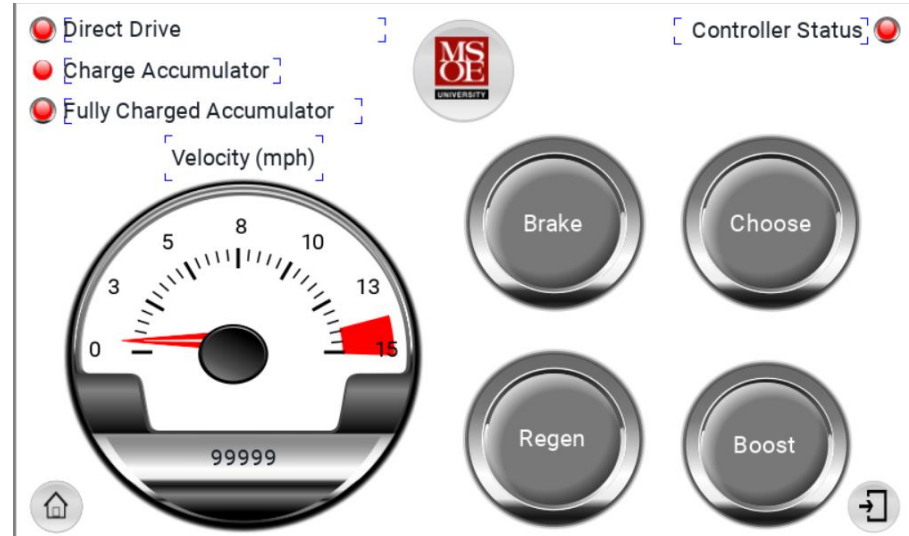 Direct Drive
Controller Status
Charge Accumulator
Fully Charged Accumulator
MS
OE
UNIVERSITY
Velocity (mph)
0
3
5
8
10
13
15
99999
Brake
Choose
Regen
Boost